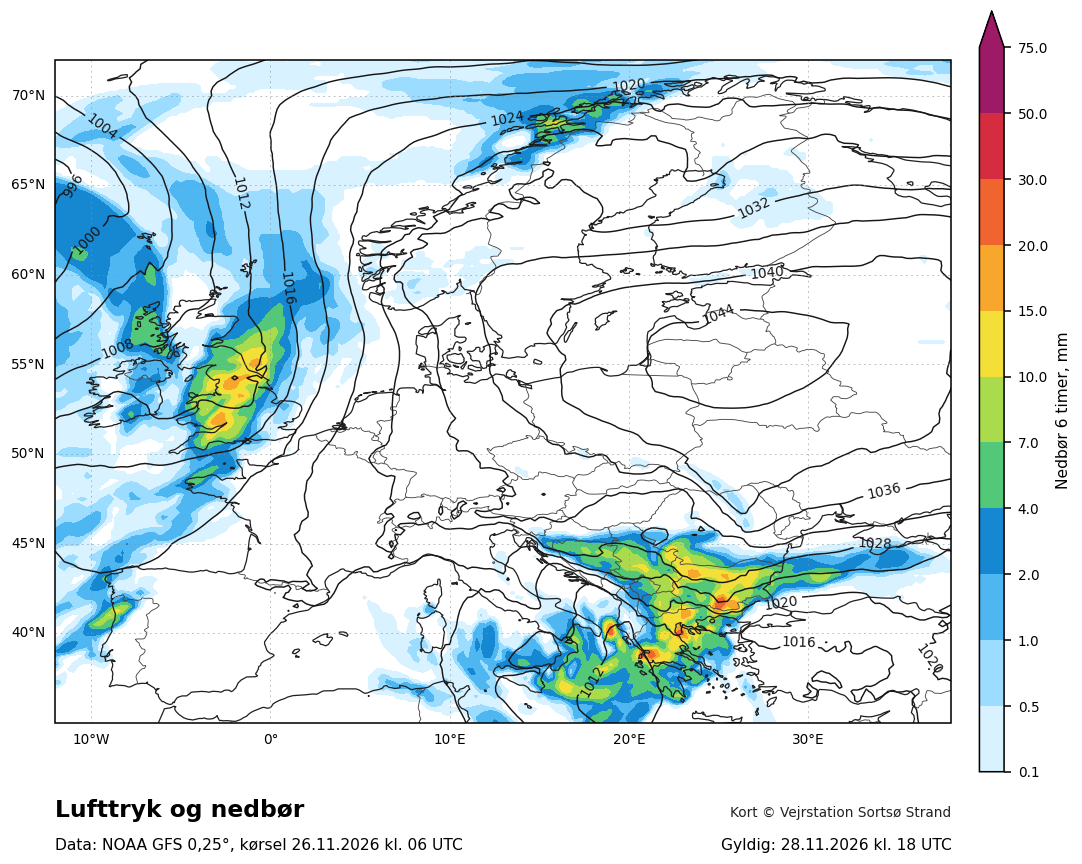 75.0
50.0
30.0
20.0
15.0
10.0
7.0
4.0
2.0
1.0
0.5
0.1
Nedbør 6 timer, mm
70°N
65°N
60°N
55°N
50°N
45°N
40°N
10°W
0°
10°E
20°E
30°E
1004
996
1000
1008
1012
1016
1020
1024
1032
1040
1044
1036
1028
1020
1016
1020
1012
Lufttryk og nedbør
Kort © Vejrstation Sortsø Strand
Data: NOAA GFS 0,25°, kørsel 26.11.2026 kl. 06 UTC
Gyldig: 28.11.2026 kl. 18 UTC